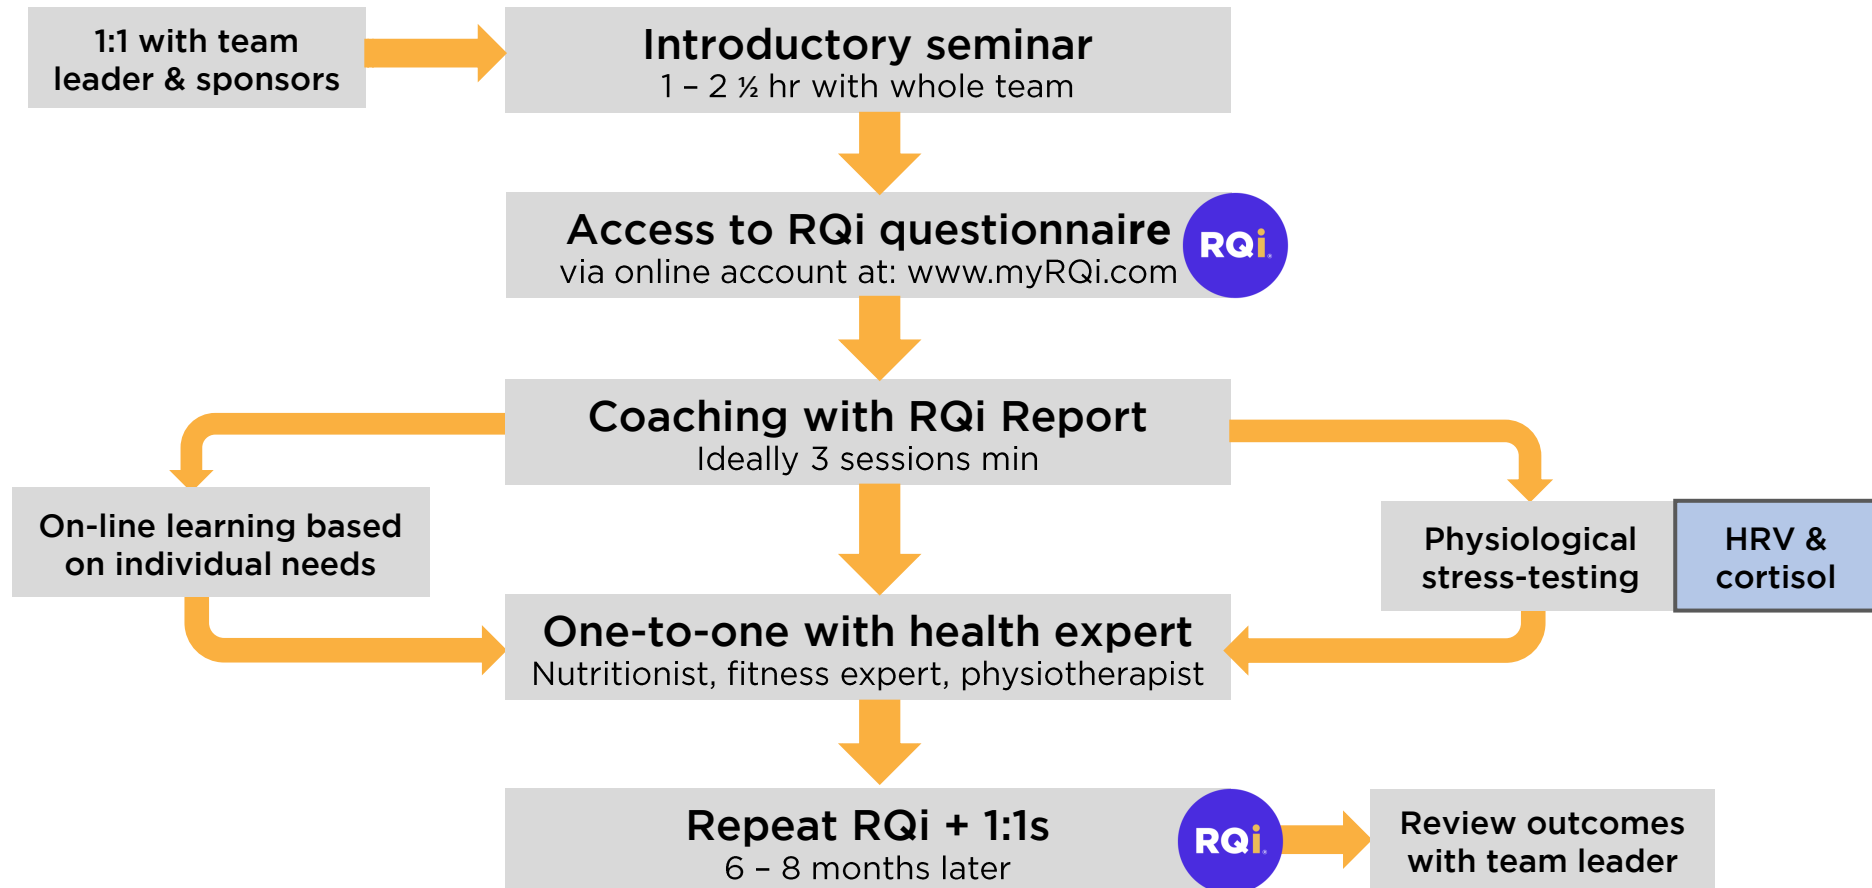 1:1 with team
leader & sponsors
Introductory seminar
1 – 2 ½ hr with whole team
Access to RQi questionnaire
via online account at: www.myRQi.com
RQi
Coaching with RQi Report
Ideally 3 sessions min
On-line learning based
on individual needs
Physiological
stress-testing
HRV &
cortisol
One-to-one with health expert
Nutritionist, fitness expert, physiotherapist
Repeat RQi + 1:1s
6 – 8 months later
RQi
Review outcomes
with team leader